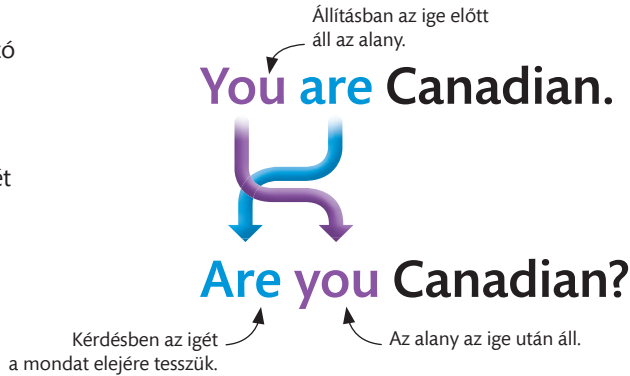 Állításban az ige előtt
áll az alany.
You are Canadian.
Are you Canadian?
Kérdésben az igét
a mondat elejére tesszük.
Az alany az ige után áll.